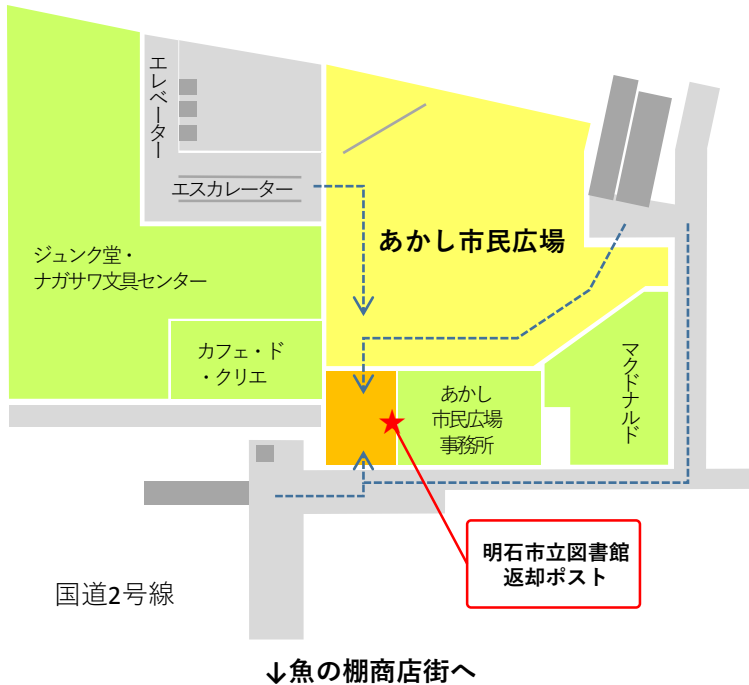 エレベーター
エスカレーター
あかし市民広場
ジュンク堂・
ナガサワ文具センター
カフェ・ド
・クリエ
あかし
市民広場
事務所
マクドナルド
明石市立図書館
返却ポスト
国道2号線
↓魚の棚商店街へ